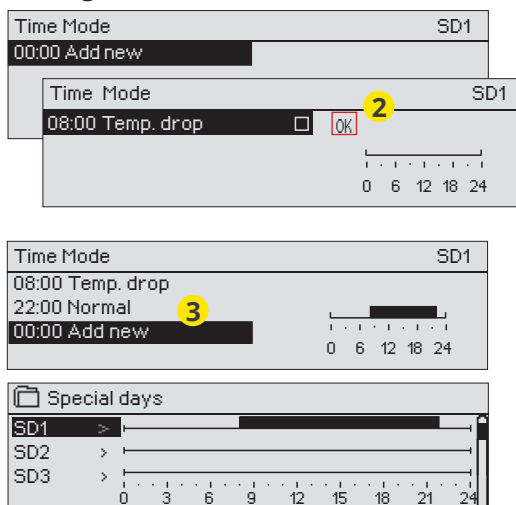 Time Mode SD1
00:00 Add new
Time Mode SD1
08:00 Temp. drop OK 2
0 6 12 18 24
Time Mode SD1
08:00 Temp. drop
22:00 Normal 3
00:00 Add new
0 6 12 18 24
Special days
SD1 >
SD2 >
SD3 >
0 3 6 9 12 15 18 21 24